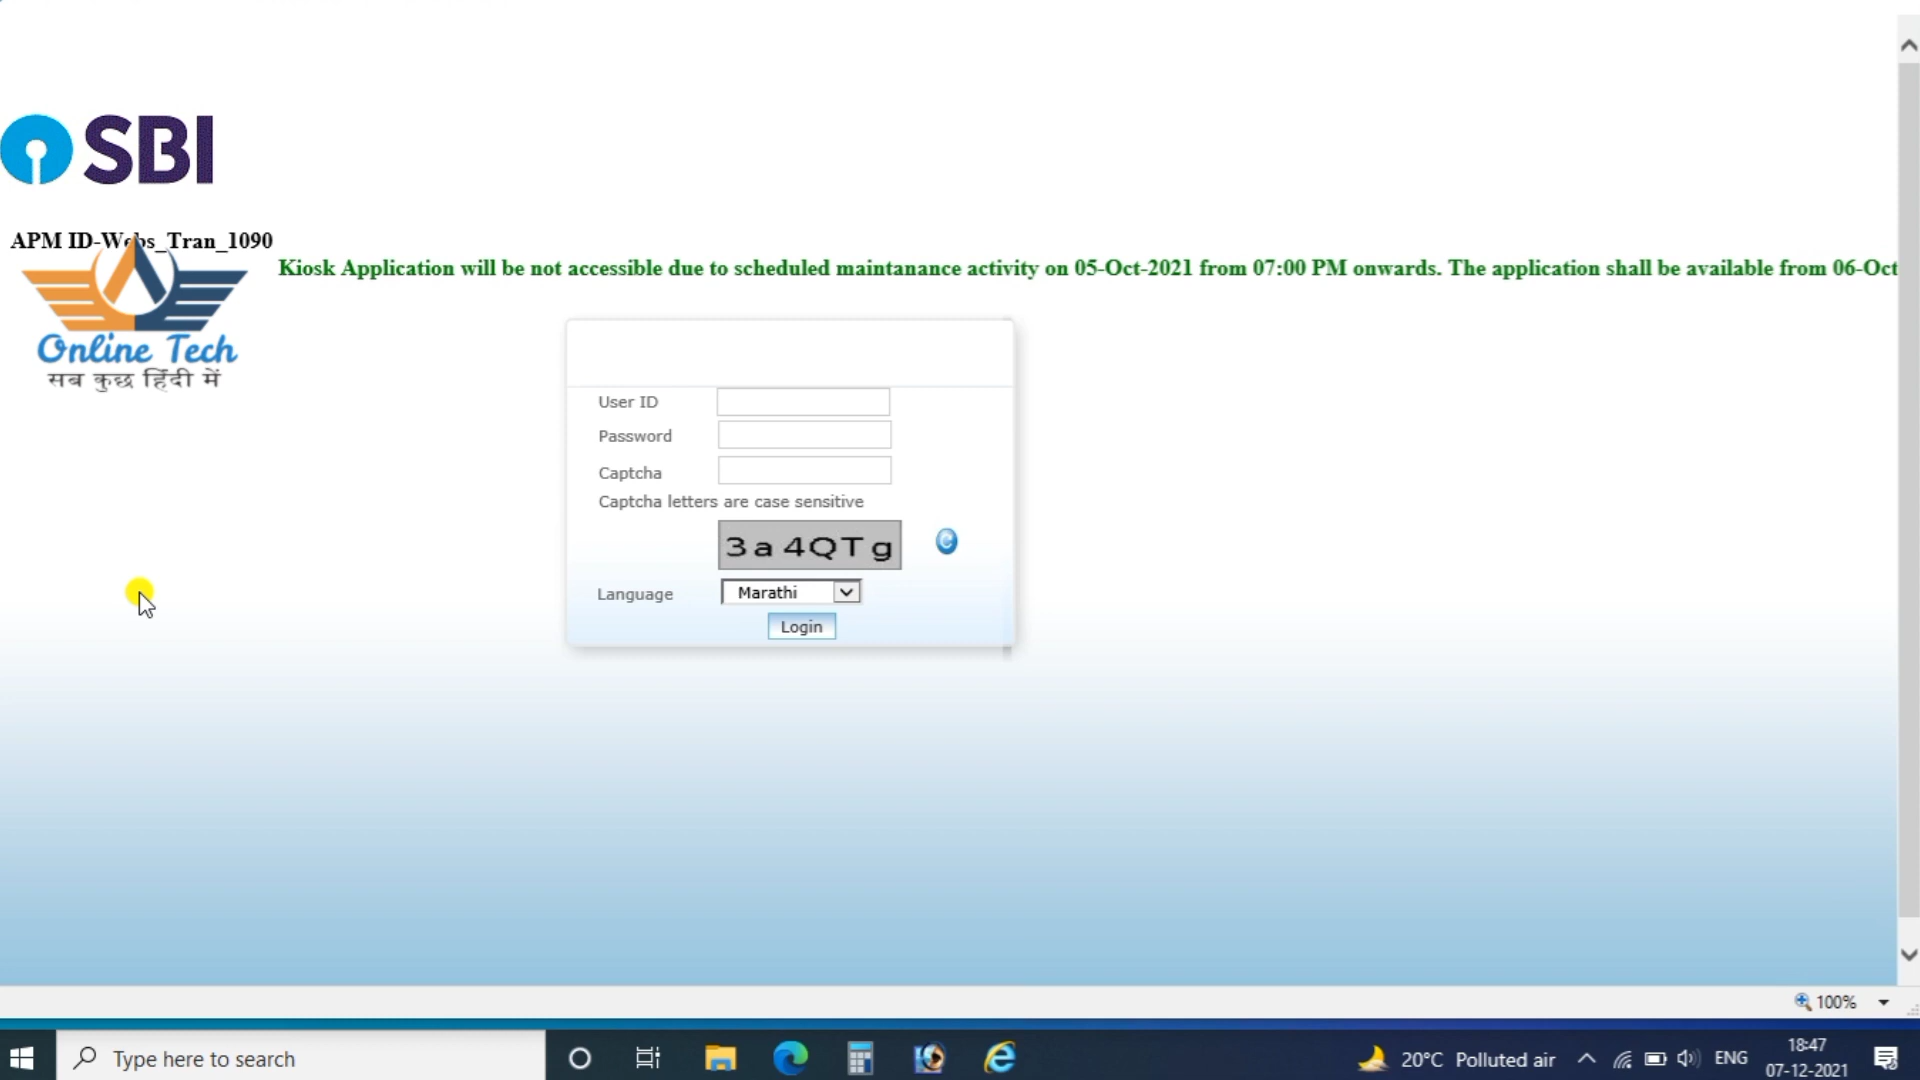 SBI
APM ID-Webs_Tran_1090
Kiosk Application will be not accessible due to scheduled maintanance activity on 05-Oct-2021 from 07:00 PM onwards. The application shall be available from 06-Oct
Online Tech
सब कुछ हिंदी में
User ID
Password
Captcha
Captcha letters are case sensitive
3a4QTg
Language Marathi
Login
100%
Type here to search
20°C Polluted air ENG 18:47
07-12-2021